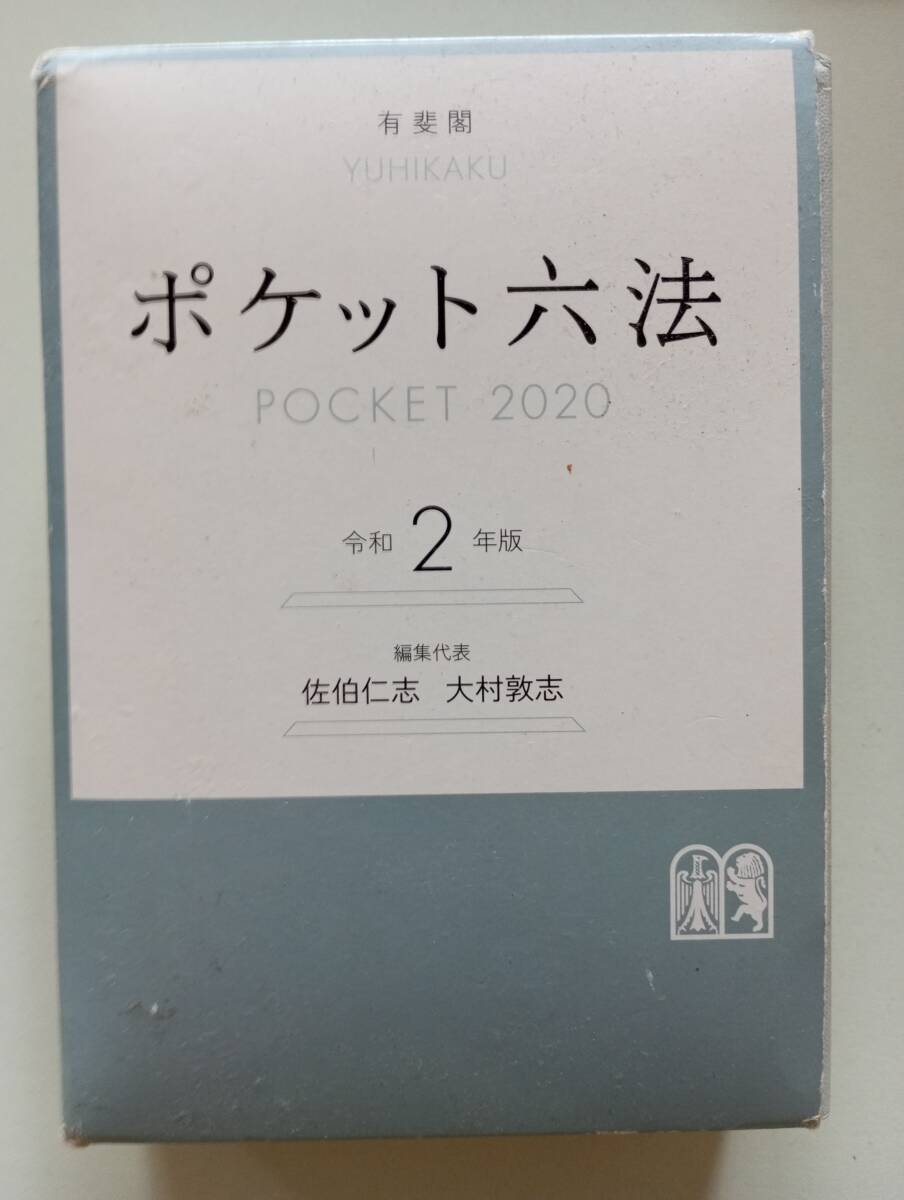 有斐閣
YUHIKAKU
ポケット六法
POCKET 2020
令和 2 年版
編集代表
佐伯仁志 大村敦志